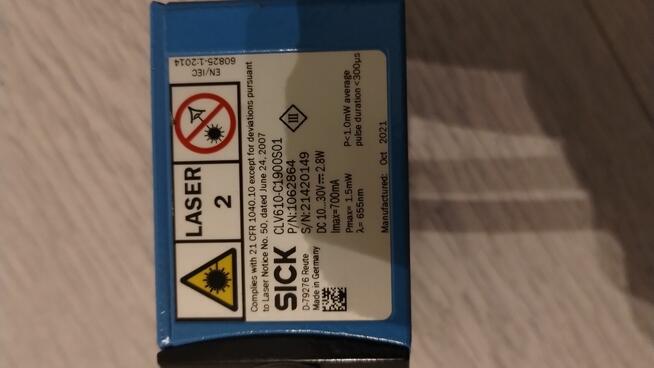 LASER
2
EN/IEC
60825-1:2014
Complies with 21 CFR 1040.10 except for deviations pursuant
to Laser Notice No. 50, dated June 24, 2007
SICK
D-79276 Reute
Made in Germany
CLV610-C1900S01
P/N:1062864
S/N:21420149
DC 10...30V⎓2.8W
Imax=700mA
Pmax= 1.5mW
λ= 655nm
P<1.0mW average
pulse duration <300µs
Manufactured: Oct 2021
III